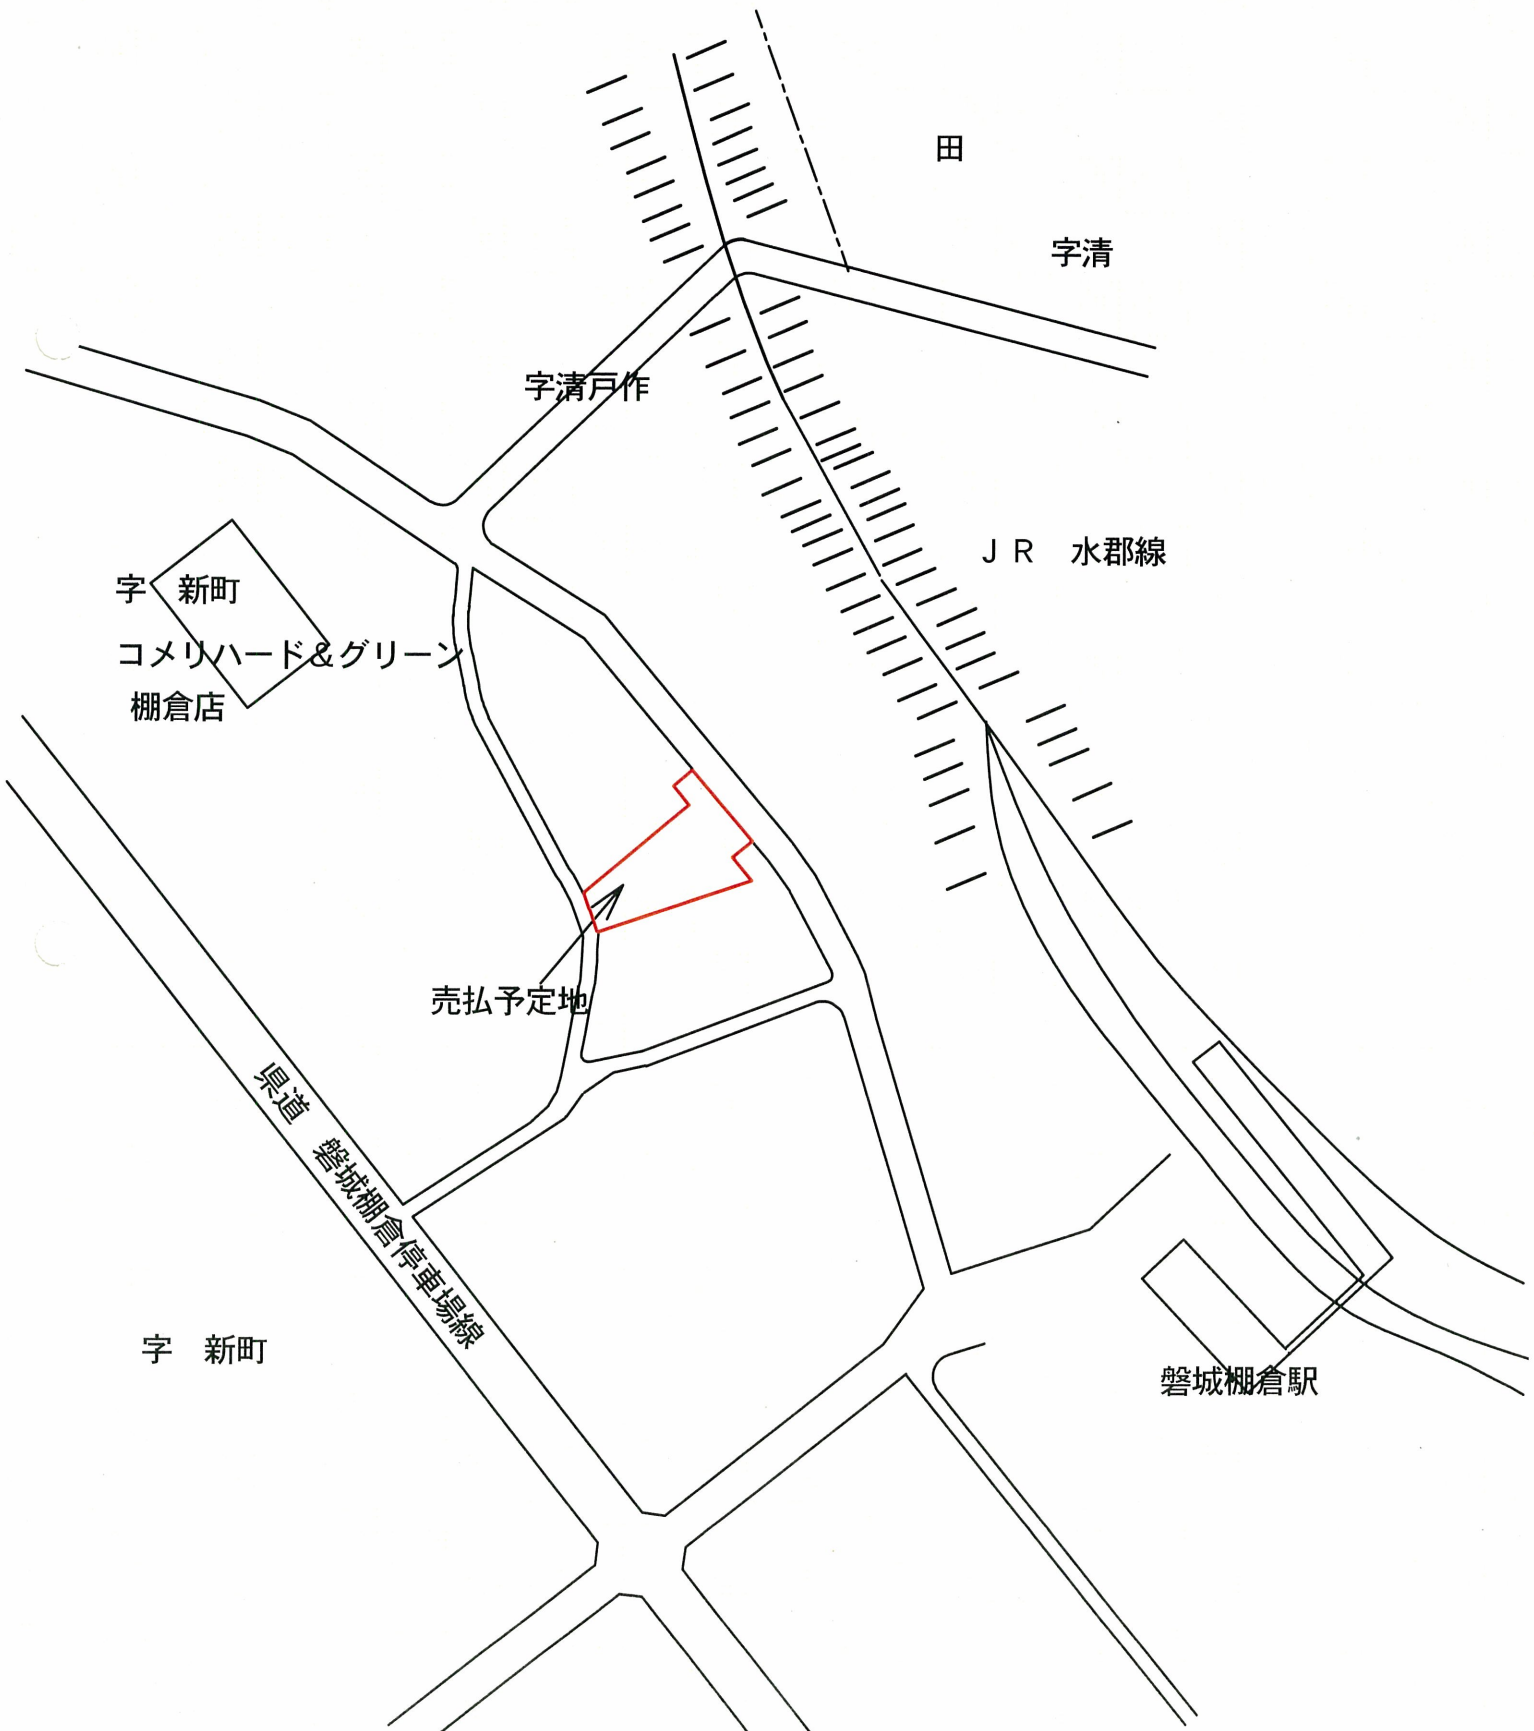 田
字清
字清戸作
ＪＲ　水郡線
字　新町
コメリハード＆グリーン
棚倉店
売払予定地
県道　磐城棚倉停車場線
字　新町
磐城棚倉駅